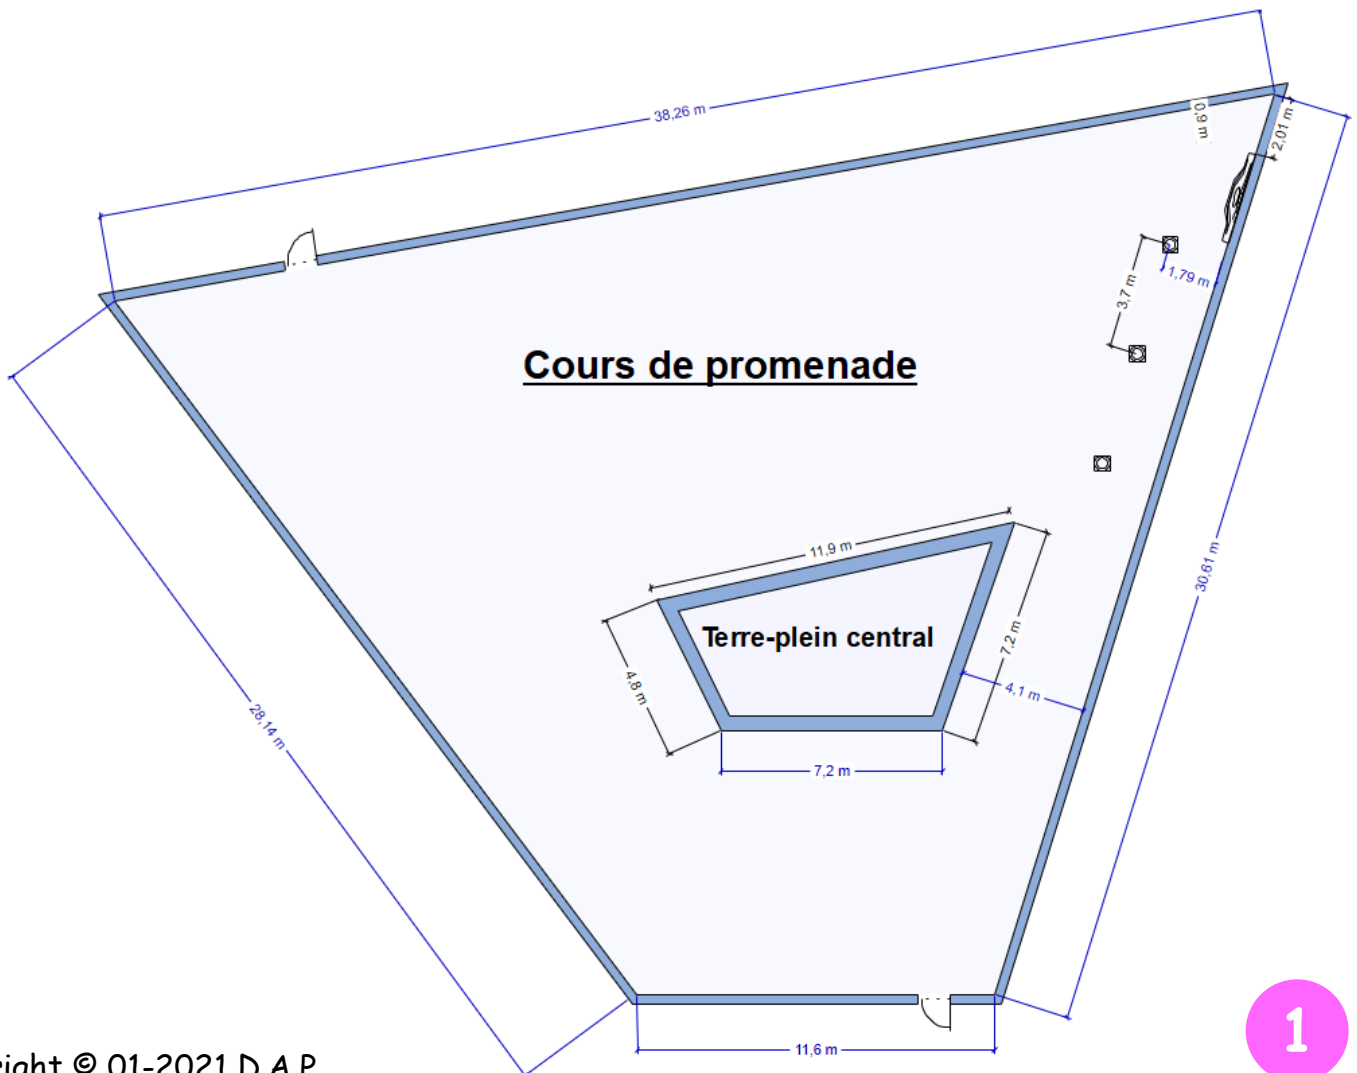 38,26 m
0,9 m
2,01 m
1,79 m
3,7 m
Cours de promenade
30,61 m
11,9 m
Terre-plein central
7,2 m
4,8 m
4,1 m
28,14 m
7,2 m
11,6 m
1
ight © 01-2021 D.A.P